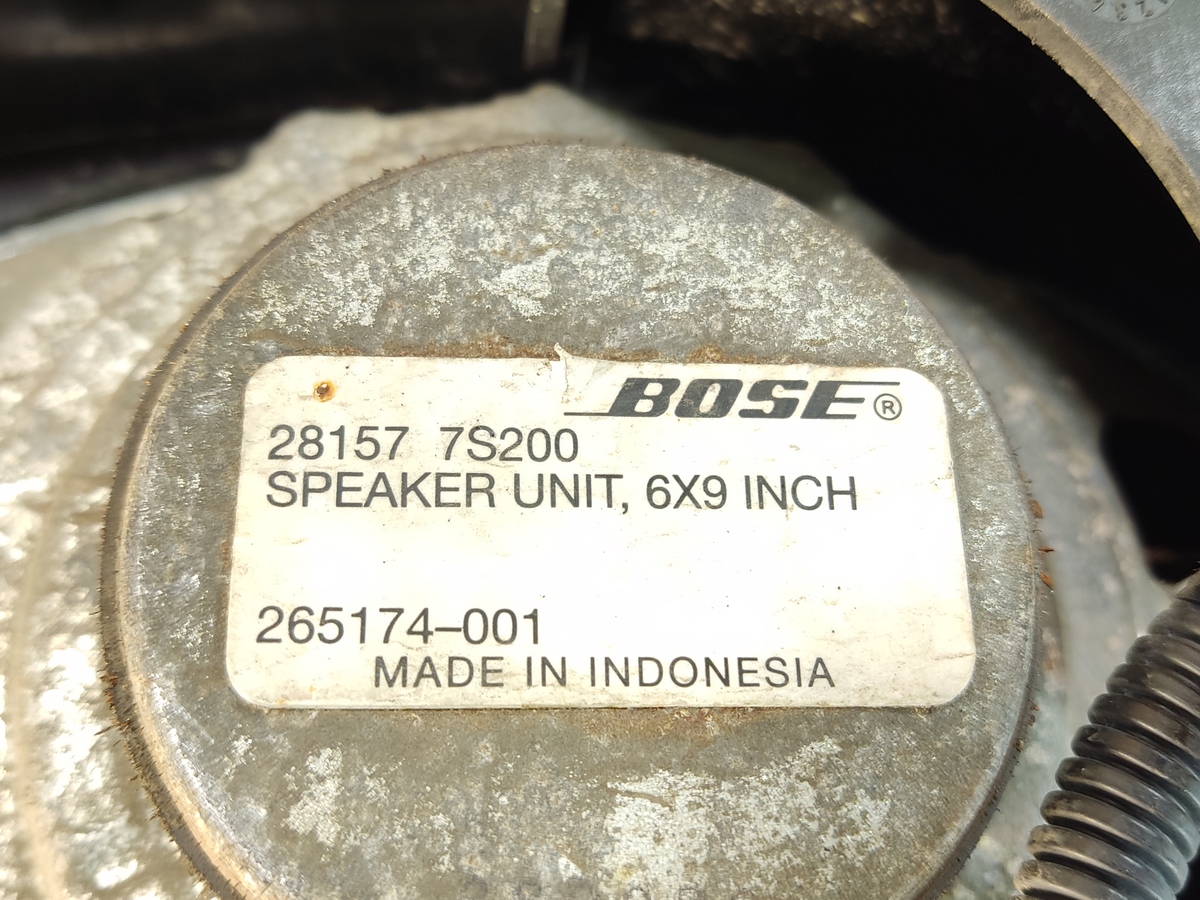 BOSE®
28157 7S200
SPEAKER UNIT, 6X9 INCH
265174–001
MADE IN INDONESIA